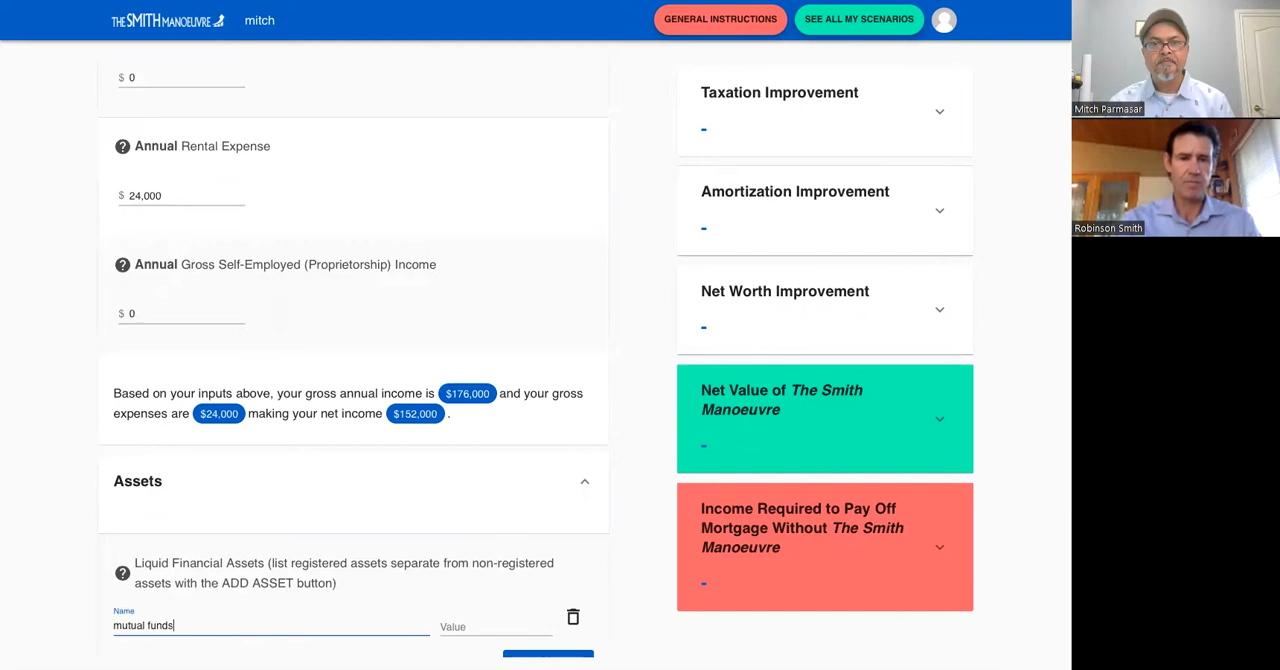 THE SMITH MANOEUVRE
mitch
GENERAL INSTRUCTIONS
SEE ALL MY SCENARIOS
$ 0
? Annual Rental Expense
$ 24,000
? Annual Gross Self-Employed (Proprietorship) Income
$ 0
Based on your inputs above, your gross annual income is $176,000 and your gross
expenses are $24,000 making your net income $152,000 .
Assets
? Liquid Financial Assets (list registered assets separate from non-registered
assets with the ADD ASSET button)
Name
mutual funds
Value
Taxation Improvement
-
Amortization Improvement
-
Net Worth Improvement
-
Net Value of The Smith
Manoeuvre
-
Income Required to Pay Off
Mortgage Without The Smith
Manoeuvre
-
Mitch Parmasar
Robinson Smith